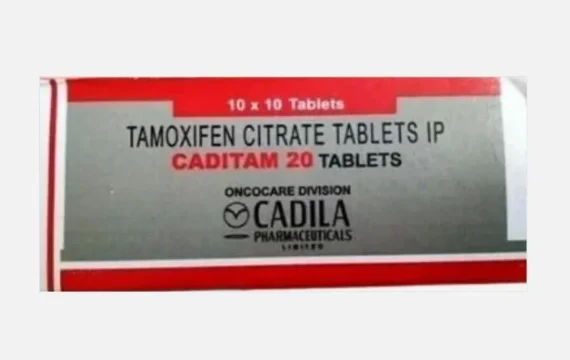 10 x 10 Tablets
TAMOXIFEN CITRATE TABLETS IP
CADITAM 20 TABLETS
ONCOCARE DIVISION
CADILA
PHARMACEUTICALS
LIMITED